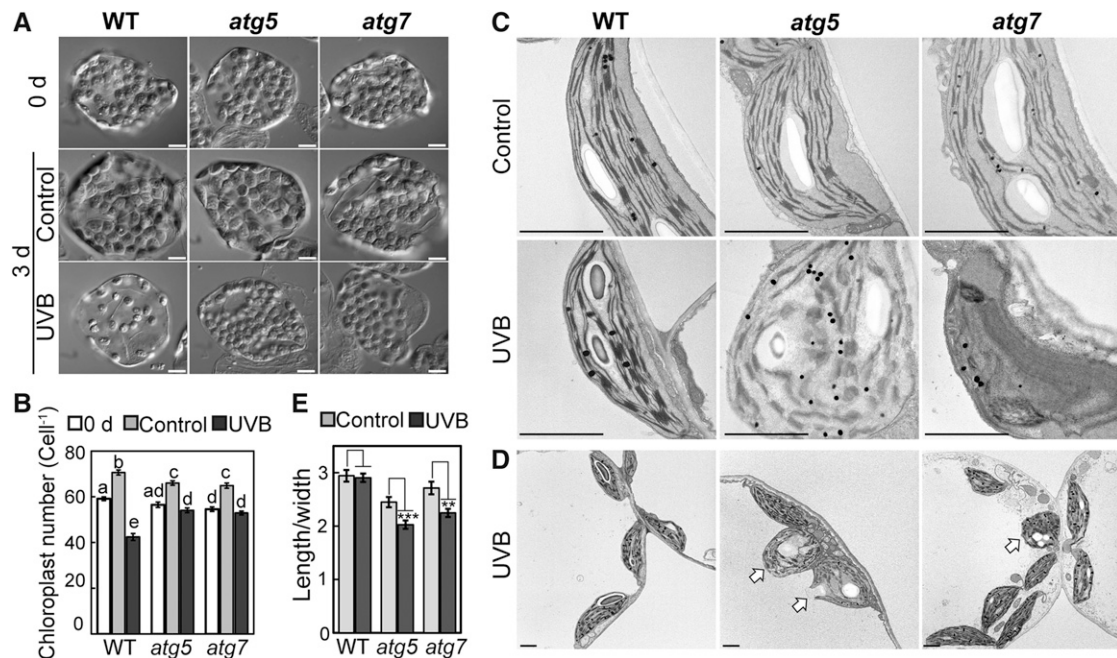 A
WT
atg5
atg7
0 d
3 d
Control
UVB
B
0 d Control UVB
Chloroplast number (Cell-1)
80
60
40
20
0
a b e
ad c d
d c d
WT atg5 atg7
E
Control
UVB
Length/width
3
2
1
0
***
**
WT atg5 atg7
C
WT
atg5
atg7
Control
UVB
D
UVB